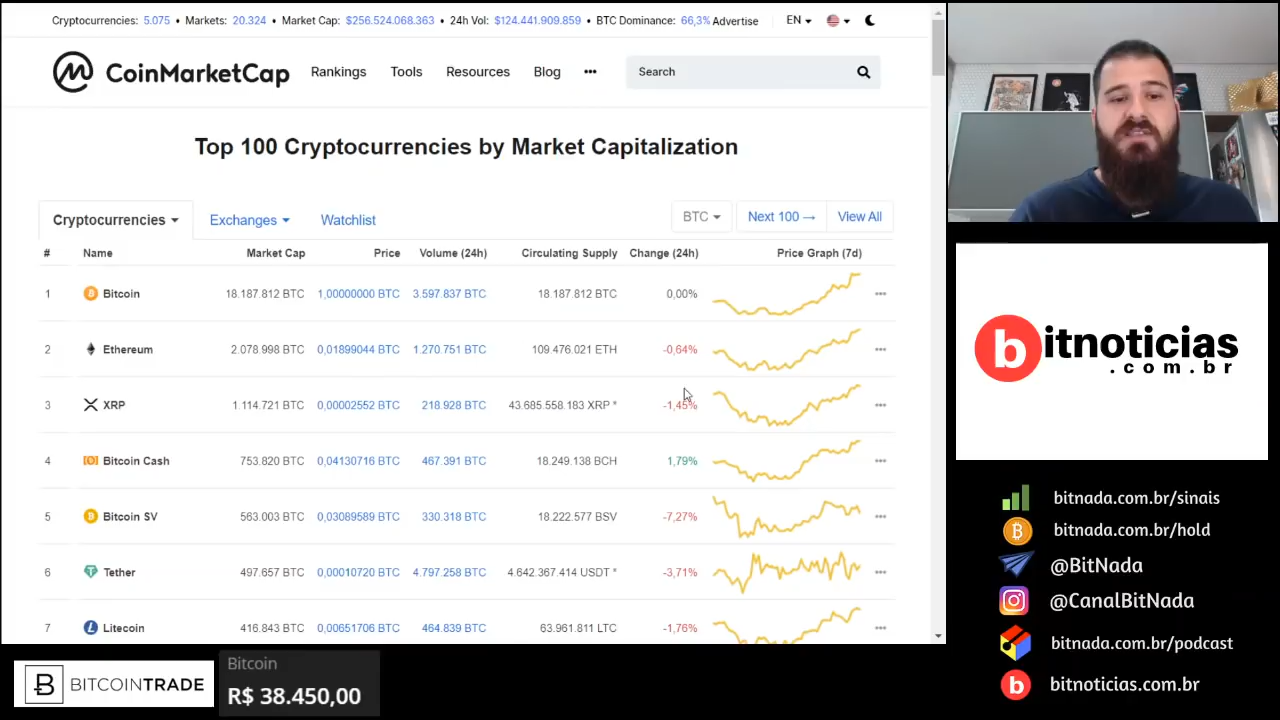 Cryptocurrencies: 5.075 • Markets: 20.324 • Market Cap: $256.524.068.363 • 24h Vol: $124.441.909.859 • BTC Dominance: 66,3% Advertise EN
CoinMarketCap Rankings Tools Resources Blog ••• Search
Top 100 Cryptocurrencies by Market Capitalization
Cryptocurrencies Exchanges Watchlist BTC Next 100 → View All
# Name Market Cap Price Volume (24h) Circulating Supply Change (24h) Price Graph (7d)
1 Bitcoin 18.187.812 BTC 1,00000000 BTC 3.597.837 BTC 18.187.812 BTC 0,00%
2 Ethereum 2.078.998 BTC 0,01899044 BTC 1.270.751 BTC 109.476.021 ETH -0,64%
3 XRP 1.114.721 BTC 0,00002552 BTC 218.928 BTC 43.685.558.183 XRP * -1,45%
4 Bitcoin Cash 753.820 BTC 0,04130716 BTC 467.391 BTC 18.249.138 BCH 1,79%
5 Bitcoin SV 563.003 BTC 0,03089589 BTC 330.318 BTC 18.222.577 BSV -7,27%
6 Tether 497.657 BTC 0,00010720 BTC 4.797.258 BTC 4.642.367.414 USDT * -3,71%
7 Litecoin 416.843 BTC 0,00651706 BTC 464.839 BTC 63.961.811 LTC -1,76%
bitnoticias
.com.br
bitnada.com.br/sinais
bitnada.com.br/hold
@BitNada
@CanalBitNada
bitnada.com.br/podcast
bitnoticias.com.br
BITCOINTRADE
Bitcoin
R$ 38.450,00